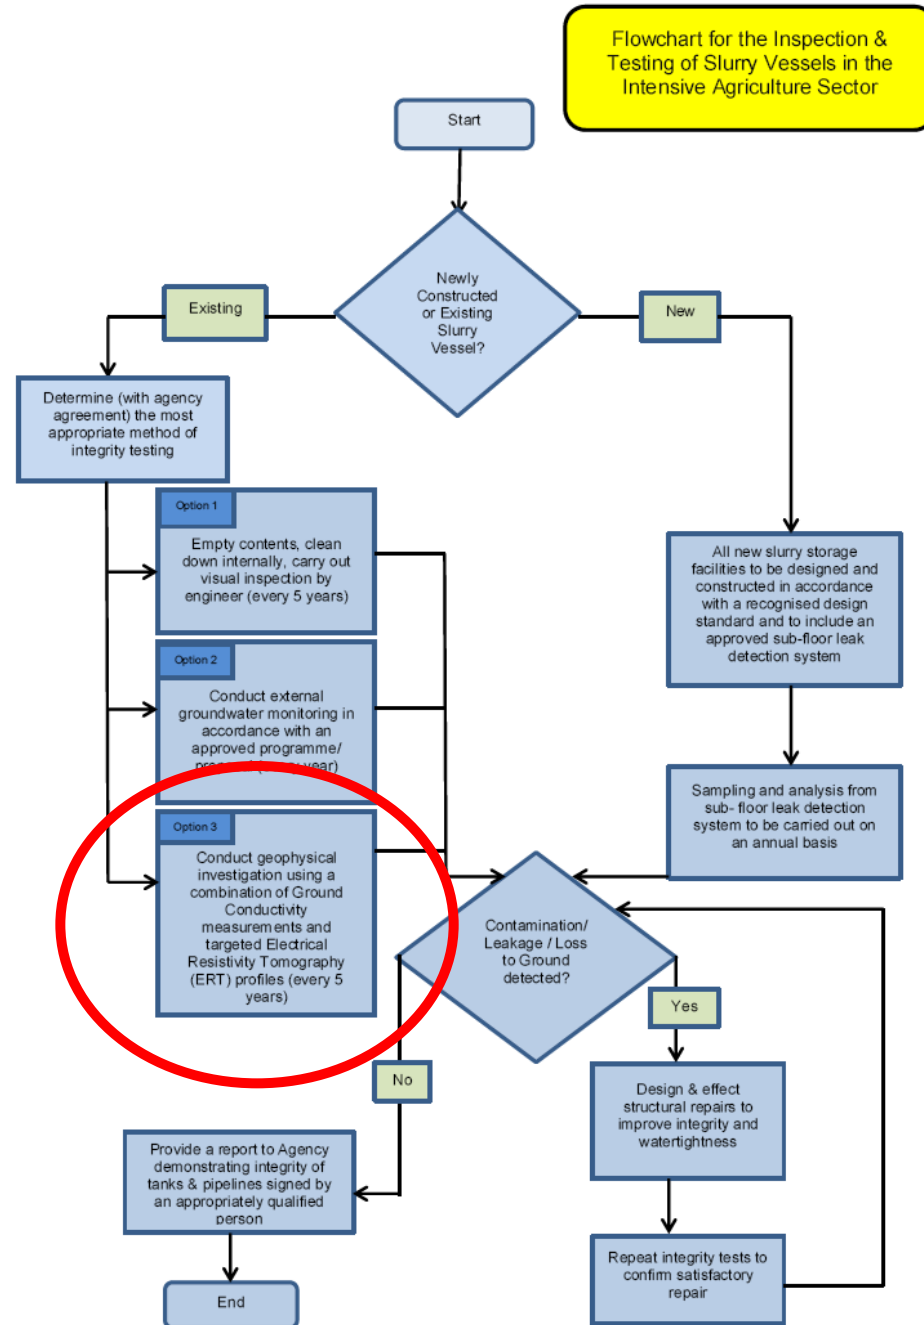 Flowchart for the Inspection &
Testing of Slurry Vessels in the
Intensive Agriculture Sector
Start
Newly
Constructed
or Existing
Slurry
Vessel?
Existing
New
Determine (with agency
agreement) the most
appropriate method of
integrity testing
Option 1
Empty contents, clean
down internally, carry out
visual inspection by
engineer (every 5 years)
Option 2
Conduct external
groundwater monitoring in
accordance with an
approved programme/
year)
Option 3
Conduct geophysical
investigation using a
combination of Ground
Conductivity
measurements and
targeted Electrical
Resistivity Tomography
(ERT) profiles (every 5
years)
All new slurry storage
facilities to be designed and
constructed in accordance
with a recognised design
standard and to include an
approved sub-floor leak
detection system
Sampling and analysis from
sub- floor leak detection
system to be carried out on
an annual basis
Contamination/
Leakage / Loss
to Ground
detected?
Yes
No
Design & effect
structural repairs to
improve integrity and
watertightness
Provide a report to Agency
demonstrating integrity of
tanks & pipelines signed by
an appropriately qualified
person
Repeat integrity tests to
confirm satisfactory
repair
End